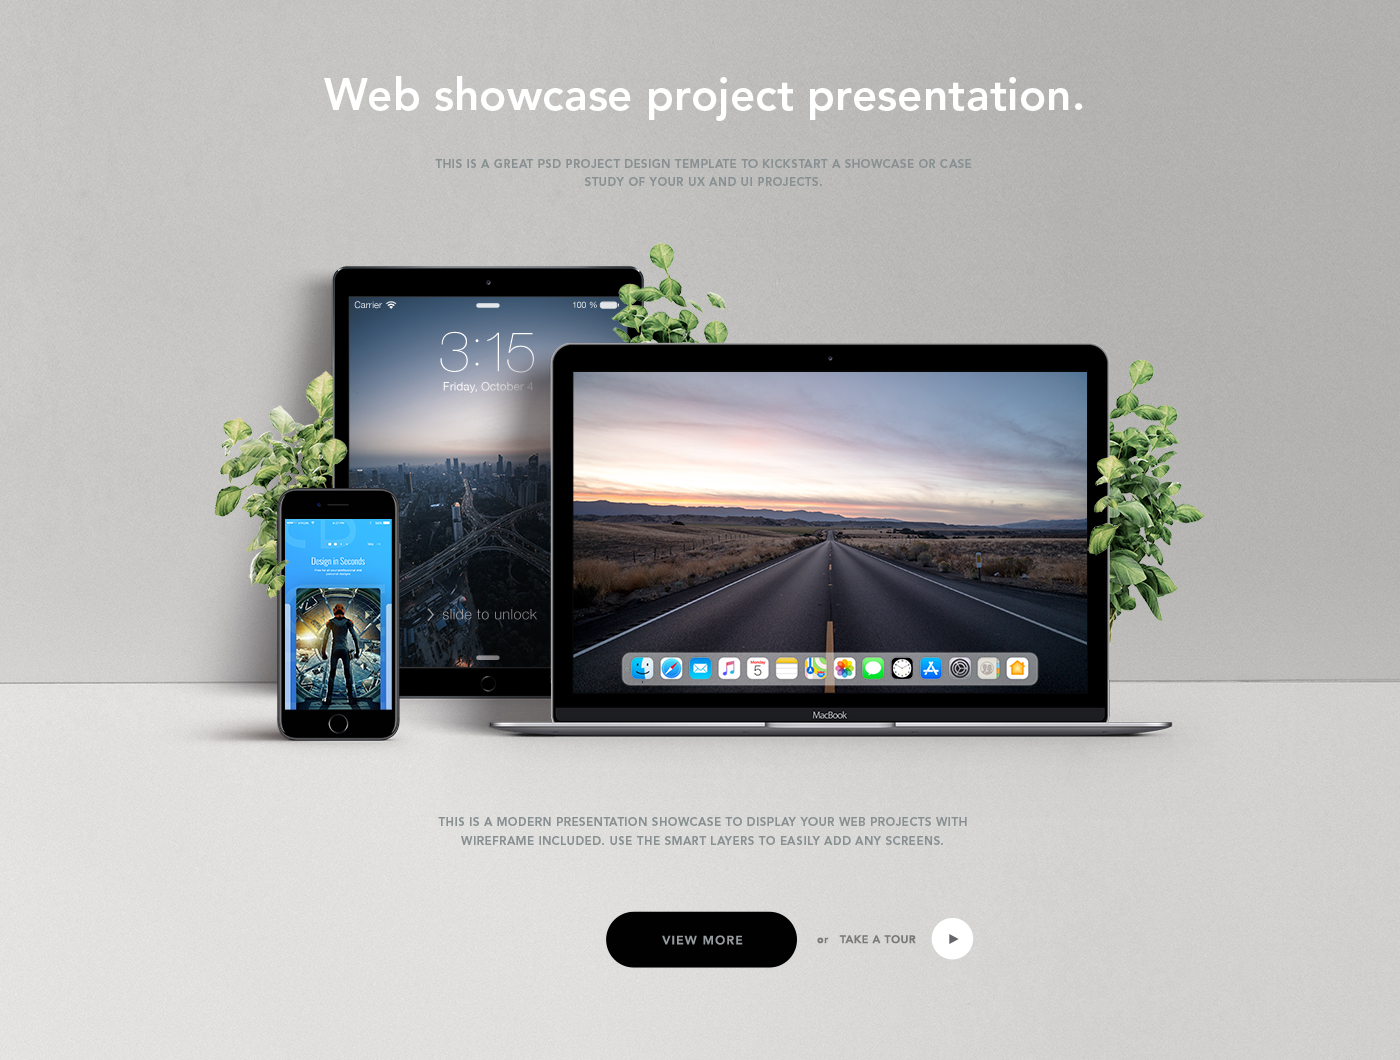 Web showcase project presentation.
THIS IS A GREAT PSD PROJECT DESIGN TEMPLATE TO KICKSTART A SHOWCASE OR CASE
STUDY OF YOUR UX AND UI PROJECTS.
Carrier 100 %
3:15
Friday, October 4
slide to unlock
Design in Seconds
Monday
5
MacBook
THIS IS A MODERN PRESENTATION SHOWCASE TO DISPLAY YOUR WEB PROJECTS WITH
WIREFRAME INCLUDED. USE THE SMART LAYERS TO EASILY ADD ANY SCREENS.
VIEW MORE or TAKE A TOUR